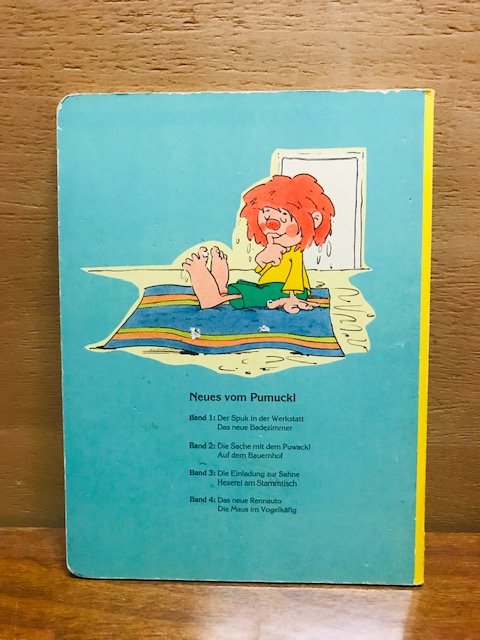 Neues vom Pumuckl
Band 1: Der Spuk in der Werkstatt
Das neue Badezimmer
Band 2: Die Sache mit dem Puwackl
Auf dem Bauernhof
Band 3: Die Einladung zur Sahne
Hexerei am Stammtisch
Band 4: Das neue Rennauto
Die Maus im Vogelkäfig